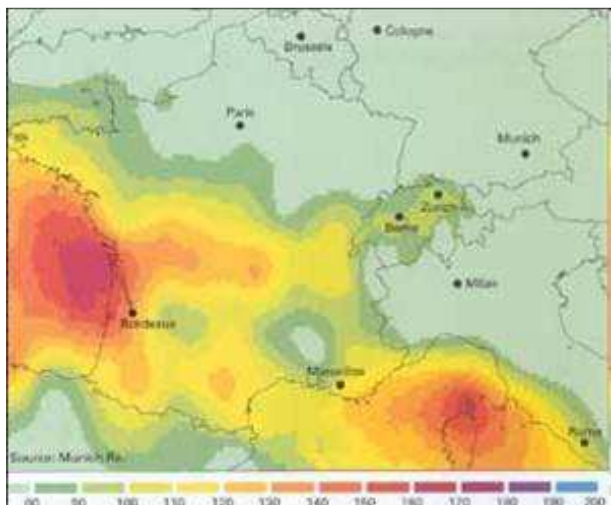 Brussels
Cologne
Paris
Munich
Zurich
Berne
Milan
Bordeaux
Marseilles
Rome
Source: Munich Re.
80 90 100 110 120 130 140 150 160 170 180 190 200